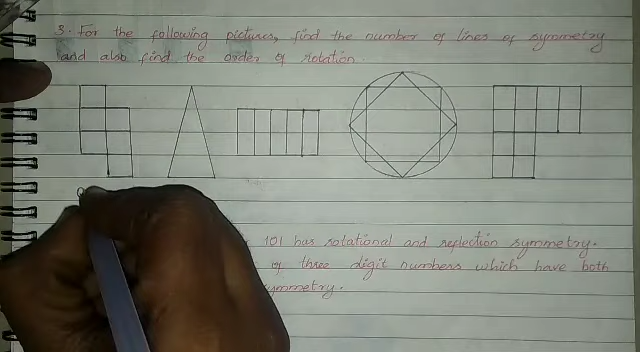 3. For the following pictures, find the number of lines of symmetry
and also find the order of rotation.
101 has rotational and reflection symmetry.
of three digit numbers which have both
symmetry.